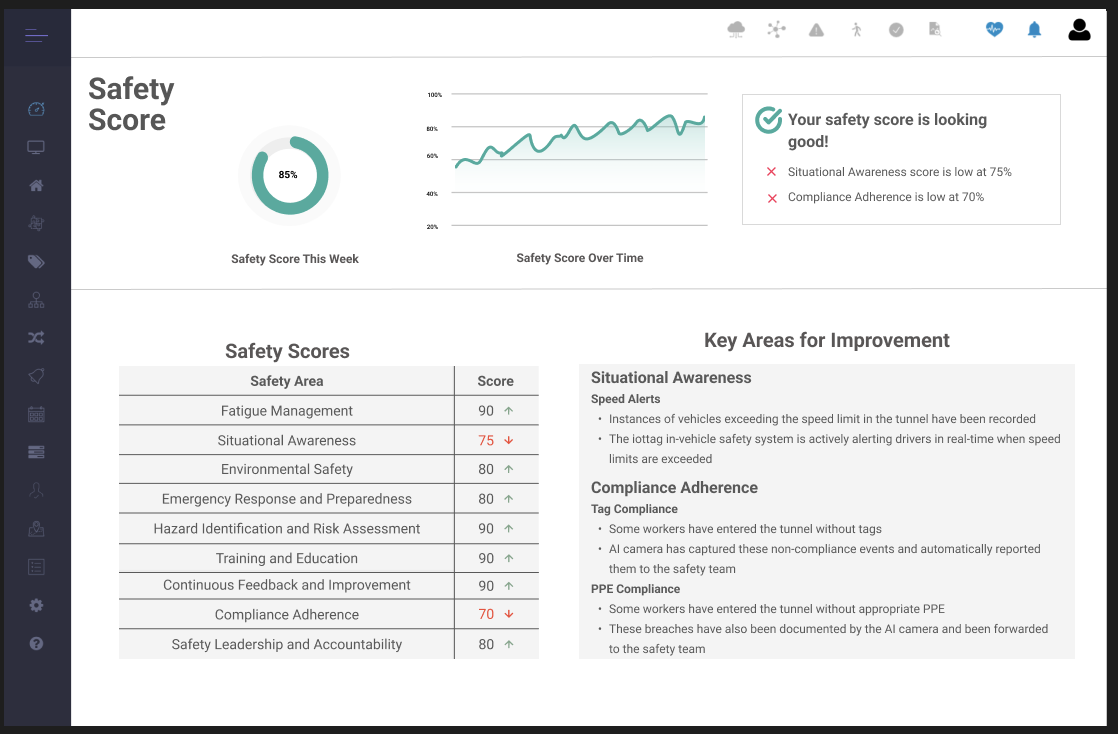 Safety
Score
100%
80%
60%
40%
20%
85%
Safety Score This Week
Safety Score Over Time
Your safety score is looking
good!
Situational Awareness score is low at 75%
Compliance Adherence is low at 70%
Safety Scores
Safety Area Score
Fatigue Management 90
Situational Awareness 75
Environmental Safety 80
Emergency Response and Preparedness 80
Hazard Identification and Risk Assessment 90
Training and Education 90
Continuous Feedback and Improvement 90
Compliance Adherence 70
Safety Leadership and Accountability 80
Key Areas for Improvement
Situational Awareness
Speed Alerts
• Instances of vehicles exceeding the speed limit in the tunnel have been recorded
• The iottag in-vehicle safety system is actively alerting drivers in real-time when speed
limits are exceeded
Compliance Adherence
Tag Compliance
• Some workers have entered the tunnel without tags
• AI camera has captured these non-compliance events and automatically reported
them to the safety team
PPE Compliance
• Some workers have entered the tunnel without appropriate PPE
• These breaches have also been documented by the AI camera and been forwarded
to the safety team